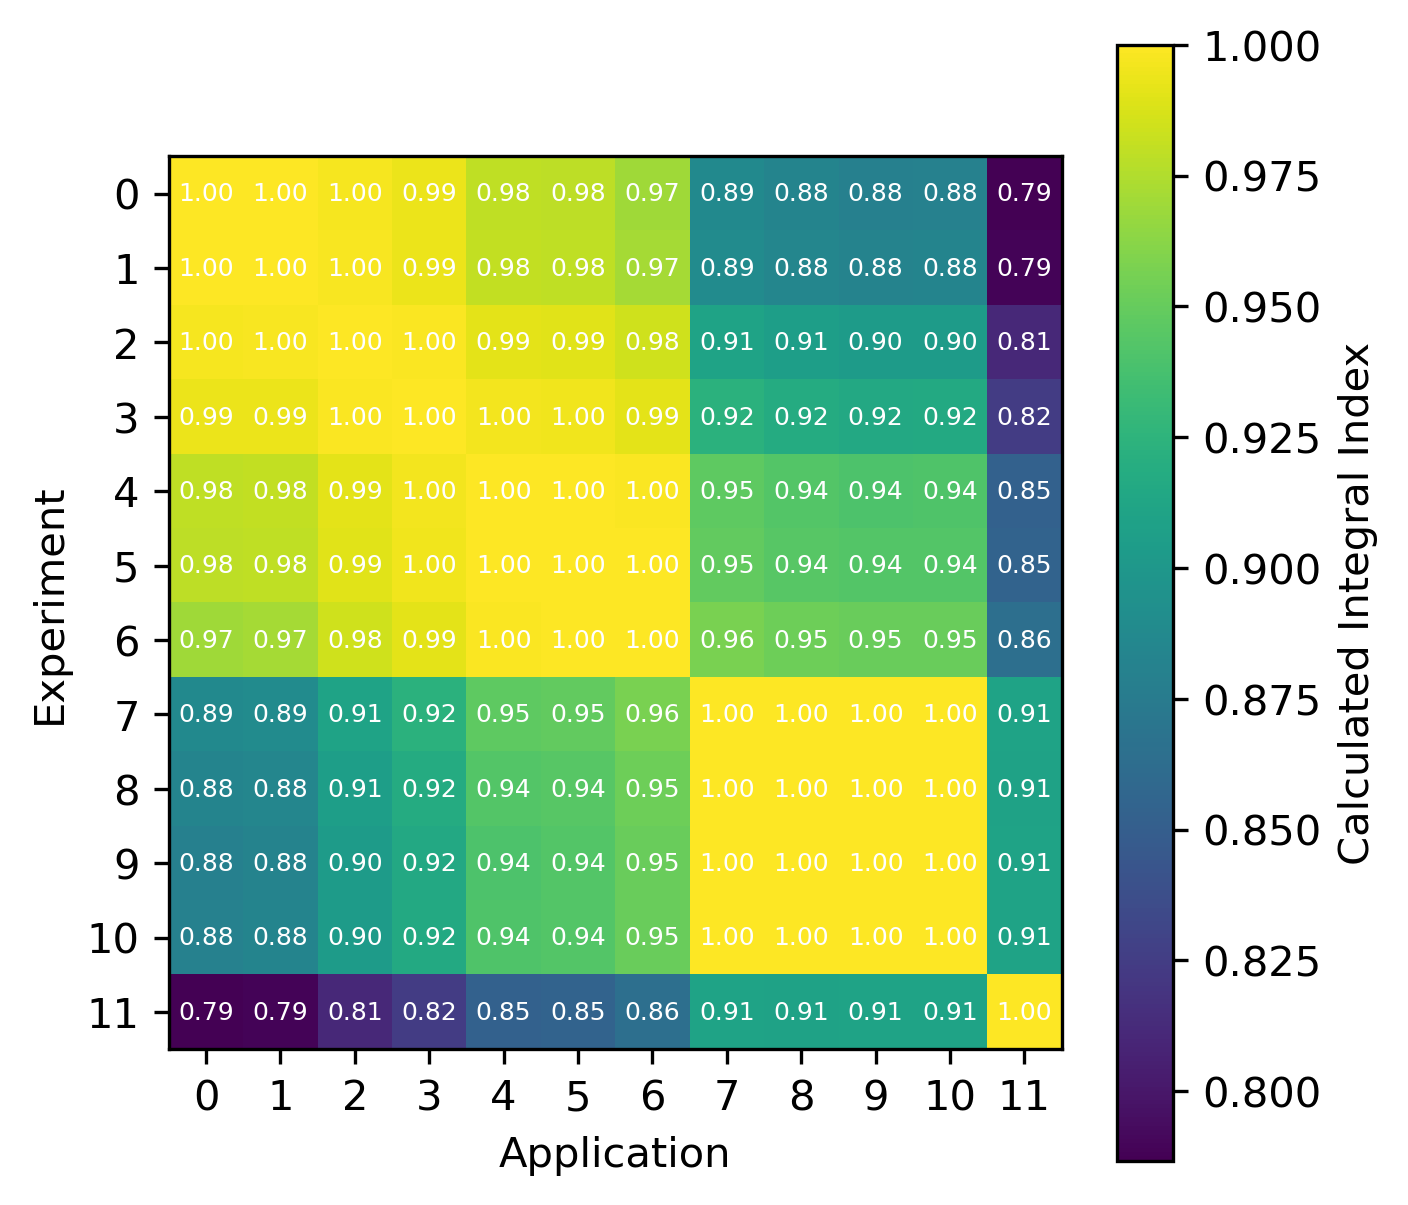 0 1.00 1.00 1.00 0.99 0.98 0.98 0.97 0.89 0.88 0.88 0.88 0.79
1 1.00 1.00 1.00 0.99 0.98 0.98 0.97 0.89 0.88 0.88 0.88 0.79
2 1.00 1.00 1.00 1.00 0.99 0.99 0.98 0.91 0.91 0.90 0.90 0.81
3 0.99 0.99 1.00 1.00 1.00 1.00 0.99 0.92 0.92 0.92 0.92 0.82
4 0.98 0.98 0.99 1.00 1.00 1.00 1.00 0.95 0.94 0.94 0.94 0.85
5 0.98 0.98 0.99 1.00 1.00 1.00 1.00 0.95 0.94 0.94 0.94 0.85
6 0.97 0.97 0.98 0.99 1.00 1.00 1.00 0.96 0.95 0.95 0.95 0.86
7 0.89 0.89 0.91 0.92 0.95 0.95 0.96 1.00 1.00 1.00 1.00 0.91
8 0.88 0.88 0.91 0.92 0.94 0.94 0.95 1.00 1.00 1.00 1.00 0.91
9 0.88 0.88 0.90 0.92 0.94 0.94 0.95 1.00 1.00 1.00 1.00 0.91
10 0.88 0.88 0.90 0.92 0.94 0.94 0.95 1.00 1.00 1.00 1.00 0.91
11 0.79 0.79 0.81 0.82 0.85 0.85 0.86 0.91 0.91 0.91 0.91 1.00
0 1 2 3 4 5 6 7 8 9 10 11
Application
Experiment
1.000
0.975
0.950
0.925
0.900
0.875
0.850
0.825
0.800
Calculated Integral Index